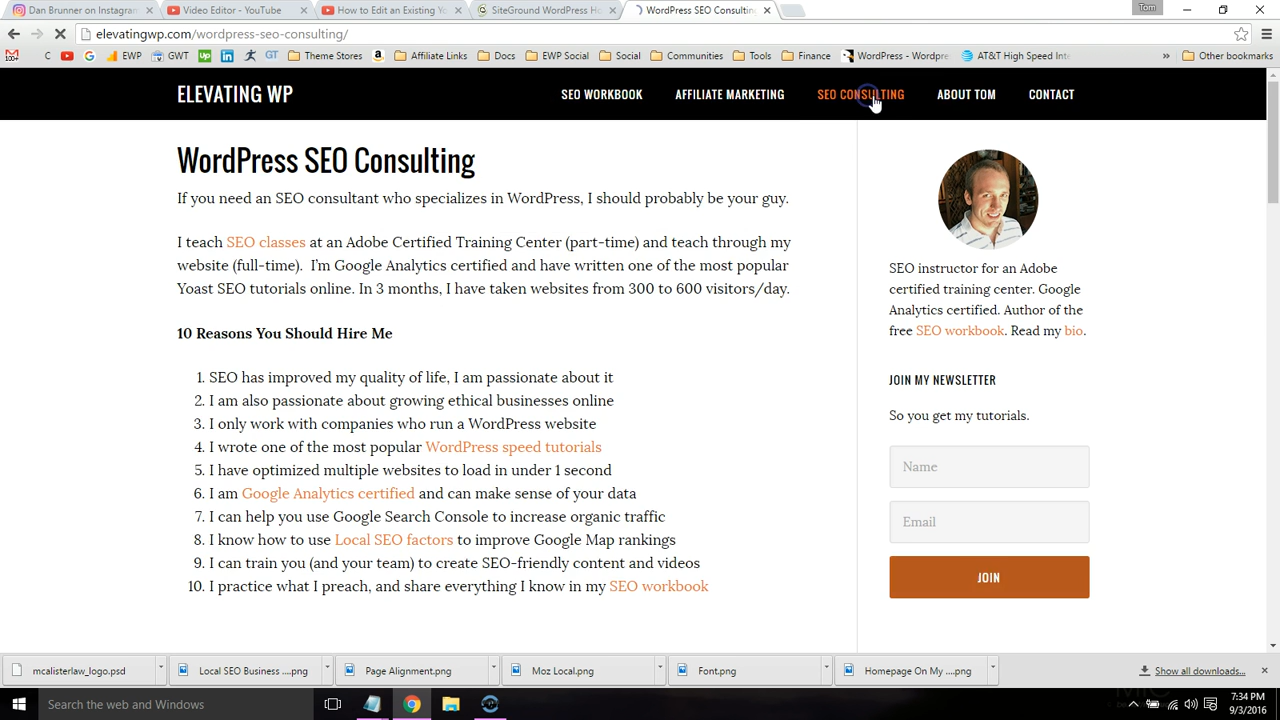 Dan Brunner on Instagram
Video Editor - YouTube
How to Edit an Existing Y
SiteGround WordPress H
WordPress SEO Consulting
Tom
elevatingwp.com/wordpress-seo-consulting/
100+
C
EWP
GWT
Up
in
GT
Theme Stores
a
Affiliate Links
Docs
EWP Social
Social
Communities
Tools
Finance
WordPress - Wordpre
AT&T High Speed Int
Other bookmarks
ELEVATING WP
SEO WORKBOOK
AFFILIATE MARKETING
SEO CONSULTING
ABOUT TOM
CONTACT
WordPress SEO Consulting
If you need an SEO consultant who specializes in WordPress, I should probably be your guy.
I teach SEO classes at an Adobe Certified Training Center (part-time) and teach through my
website (full-time). I'm Google Analytics certified and have written one of the most popular
Yoast SEO tutorials online. In 3 months, I have taken websites from 300 to 600 visitors/day.
10 Reasons You Should Hire Me
1. SEO has improved my quality of life, I am passionate about it
2. I am also passionate about growing ethical businesses online
3. I only work with companies who run a WordPress website
4. I wrote one of the most popular WordPress speed tutorials
5. I have optimized multiple websites to load in under 1 second
6. I am Google Analytics certified and can make sense of your data
7. I can help you use Google Search Console to increase organic traffic
8. I know how to use Local SEO factors to improve Google Map rankings
9. I can train you (and your team) to create SEO-friendly content and videos
10. I practice what I preach, and share everything I know in my SEO workbook
SEO instructor for an Adobe
certified training center. Google
Analytics certified. Author of the
free SEO workbook. Read my bio.
JOIN MY NEWSLETTER
So you get my tutorials.
Name
Email
JOIN
mcalisterlaw_logo.psd
Local SEO Business ....png
Page Alignment.png
Moz Local.png
Font.png
Homepage On My ....png
Show all downloads...
Search the web and Windows
7:34 PM
9/3/2016